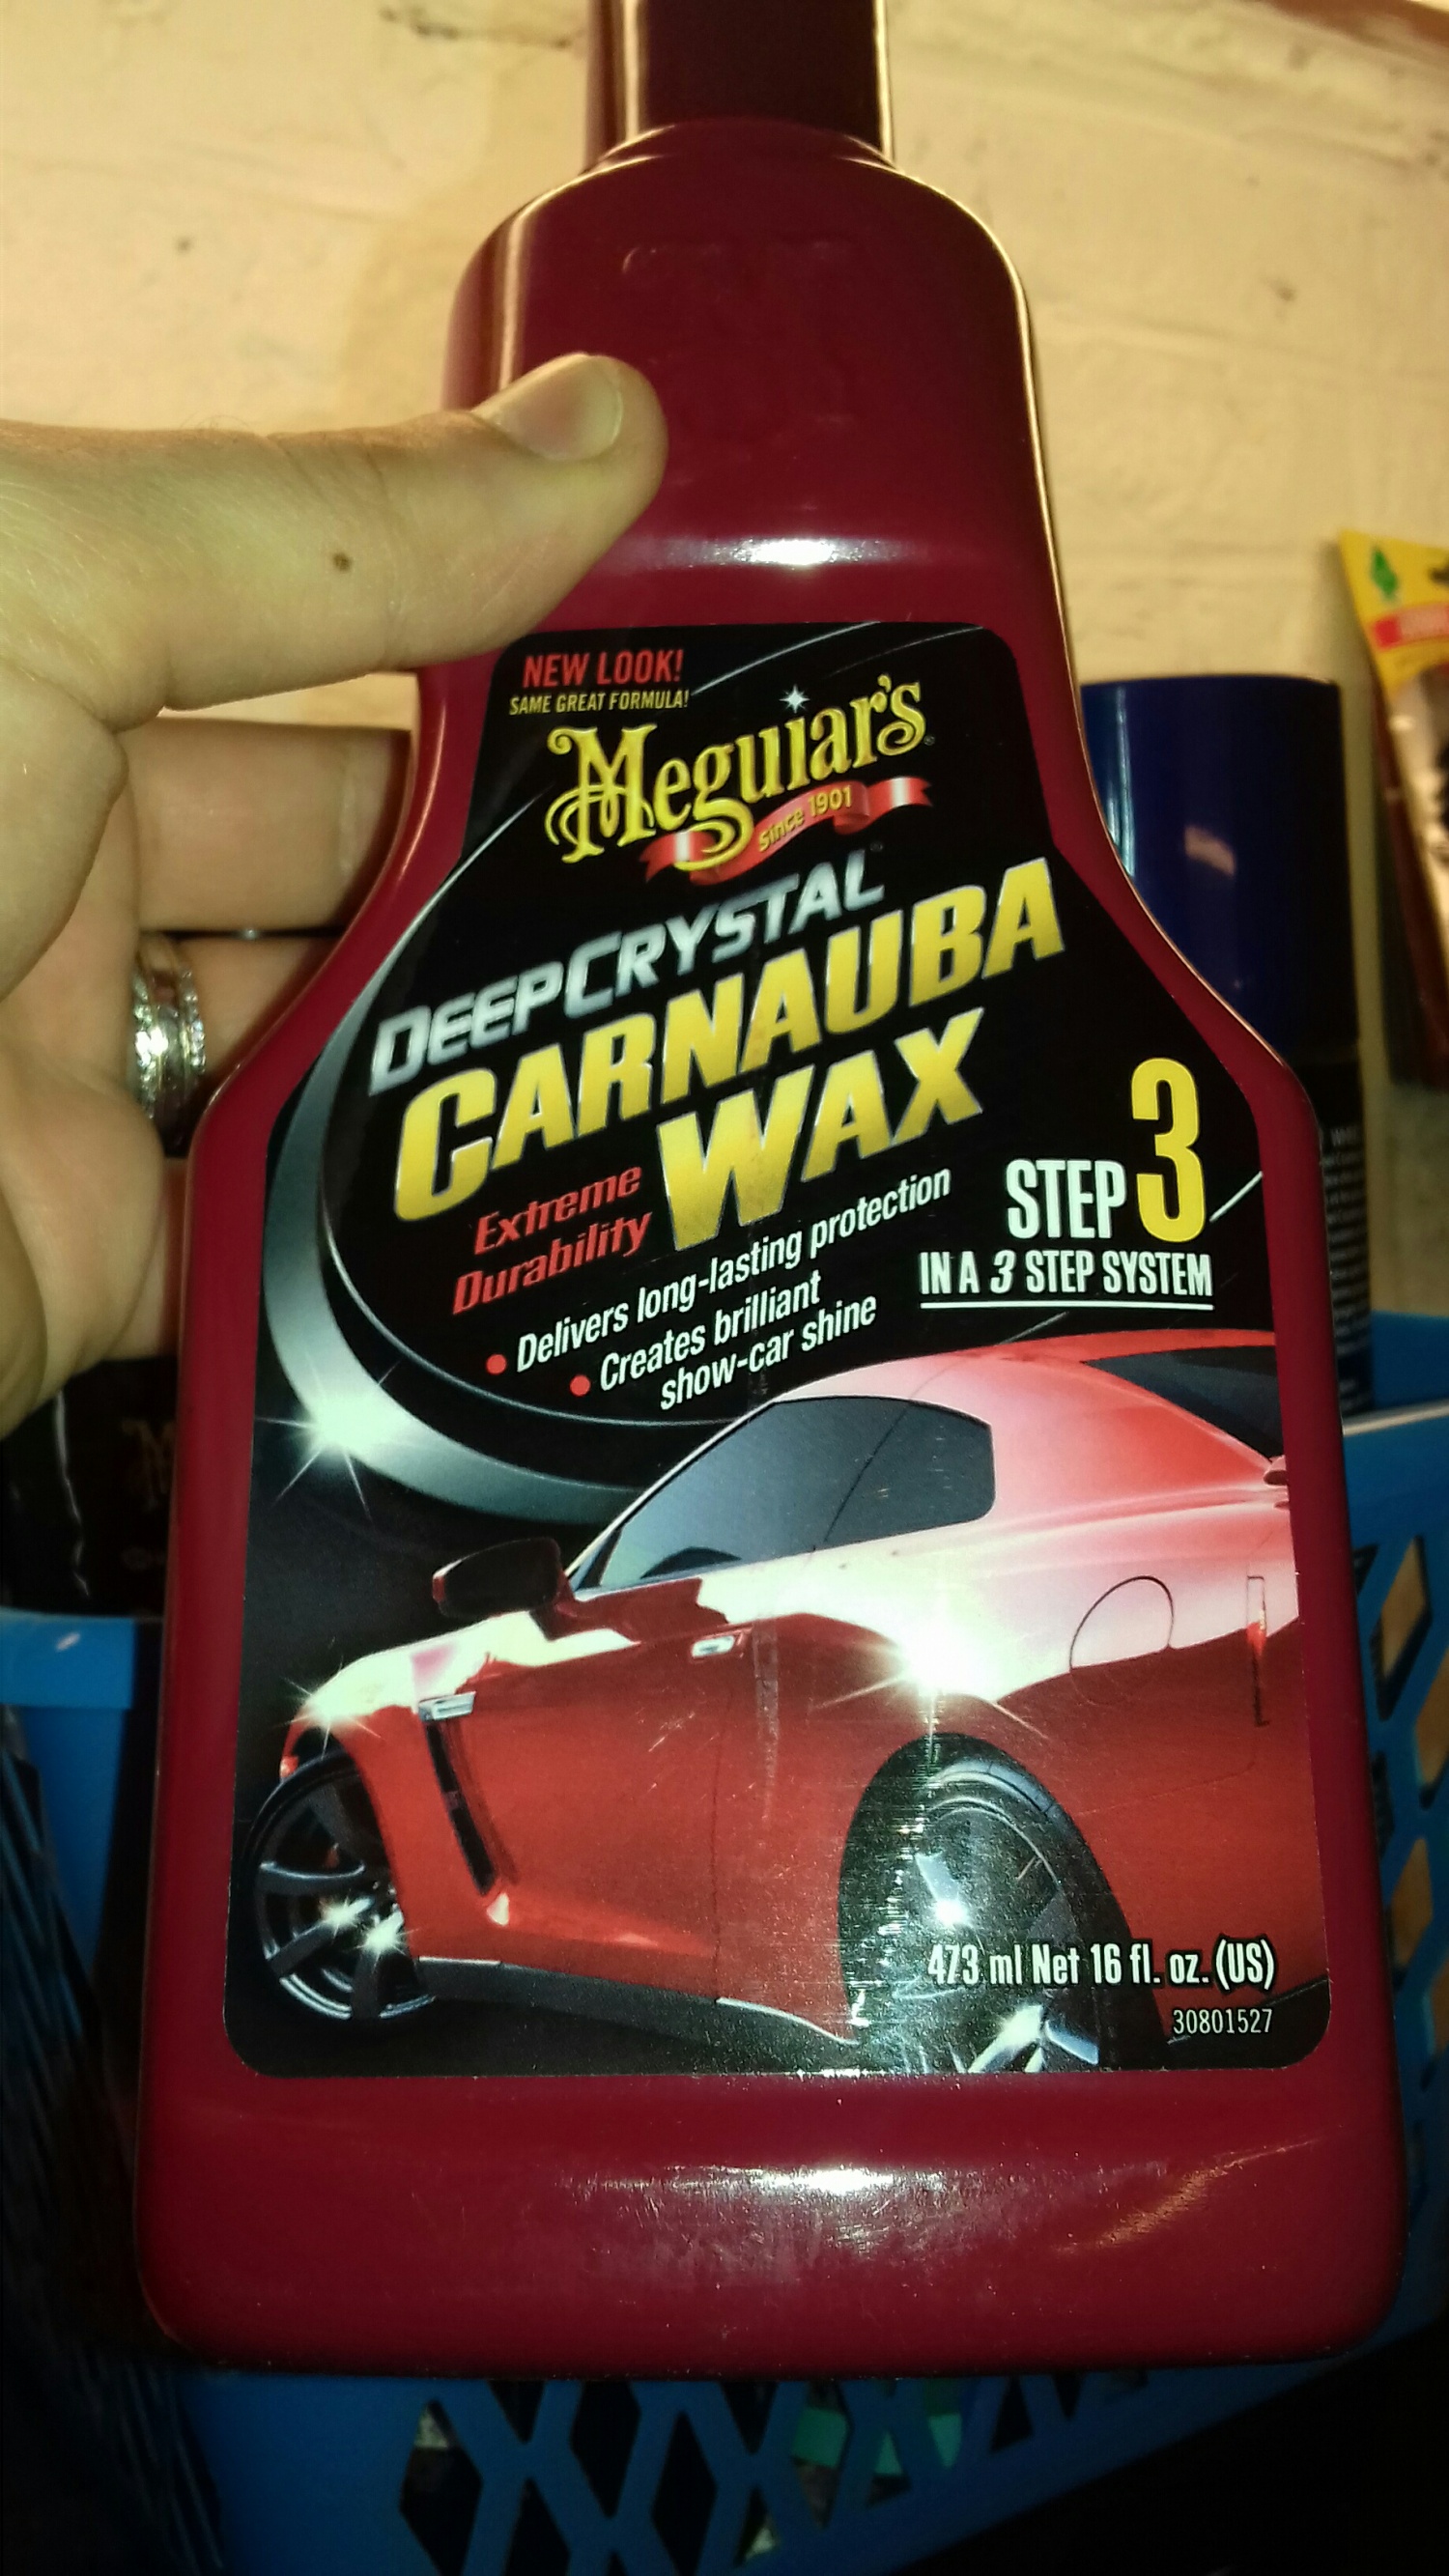 NEW LOOK!
SAME GREAT FORMULA!
Meguiar's
Since 1901
DEEPCRYSTAL™
CARNAUBA
WAX
Extreme
Durability
• Delivers long-lasting protection
• Creates brilliant
show-car shine
STEP 3
IN A 3 STEP SYSTEM
473 ml Net 16 fl. oz. (US)
30801527